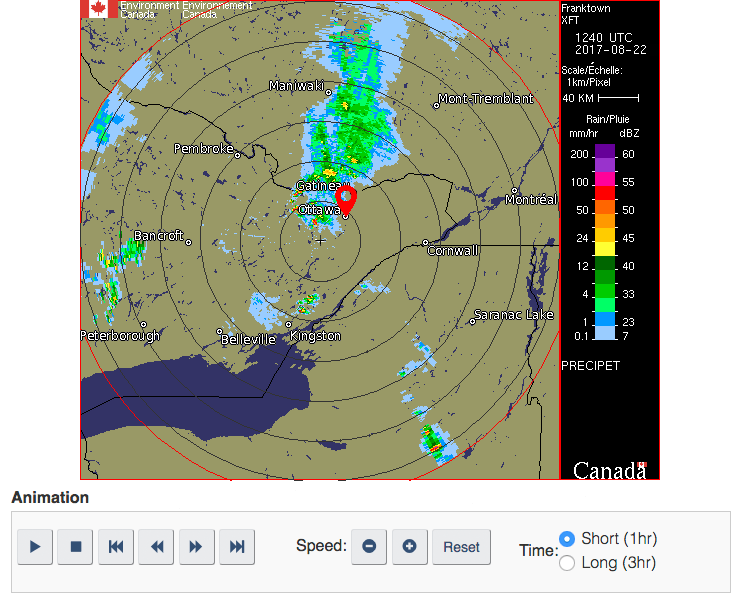 Environment Environnement
Canada Canada
Franktown
XFT
1240 UTC
2017-08-22
Scale/Échelle:
1km/Pixel
40 KM
Rain/Pluie
mm/hr dBZ
200 60
100 55
50 50
24 45
12 40
4 33
1 23
0.1 7
PRECIPET
Canada
Maniwaki
Mont-Tremblant
Pembroke
Gatineau
Ottawa
Montréal
Bancroft
Cornwall
Saranac Lake
Peterborough
Belleville
Kingston
Animation
Speed:
Reset
Time:
Short (1hr)
Long (3hr)